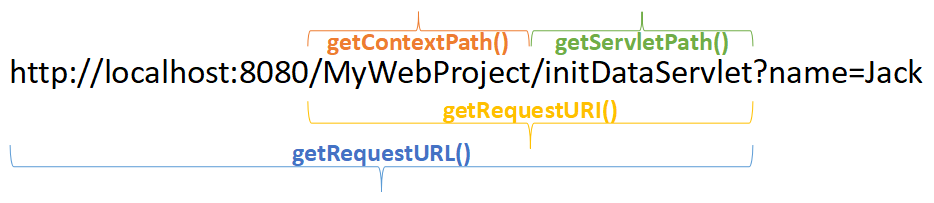 getContextPath() getServletPath()
http://localhost:8080/MyWebProject/initDataServlet?name=Jack
getRequestURI()
getRequestURL()